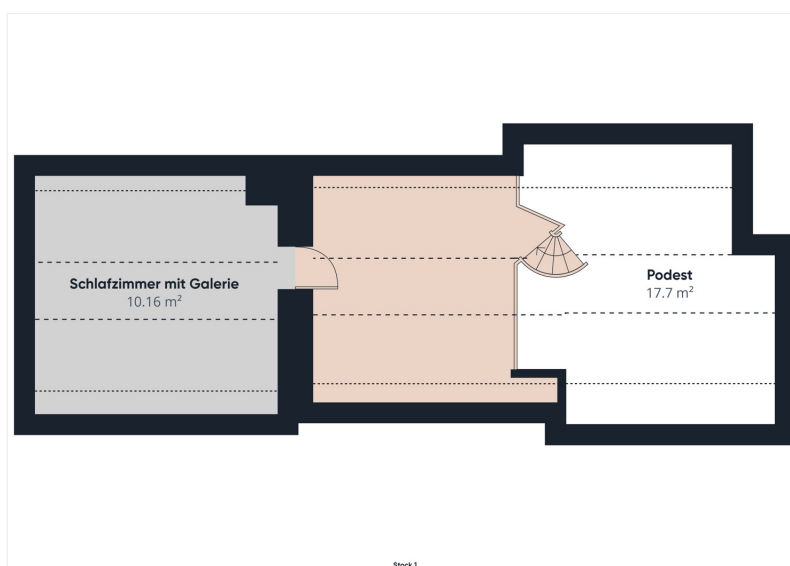 Schlafzimmer mit Galerie
10.16 m²
Podest
17.7 m²
Stock 1